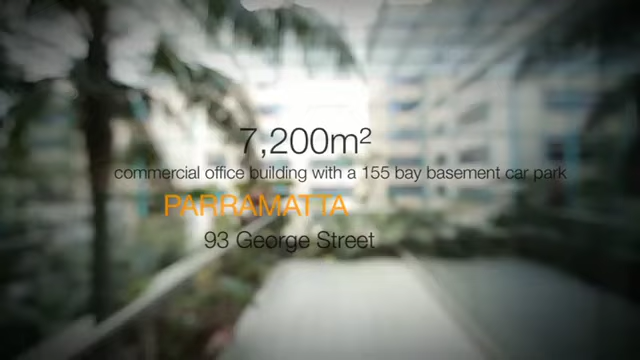 7,200m²
commercial office building with a 155 bay basement car park
PARRAMATTA
93 George Street